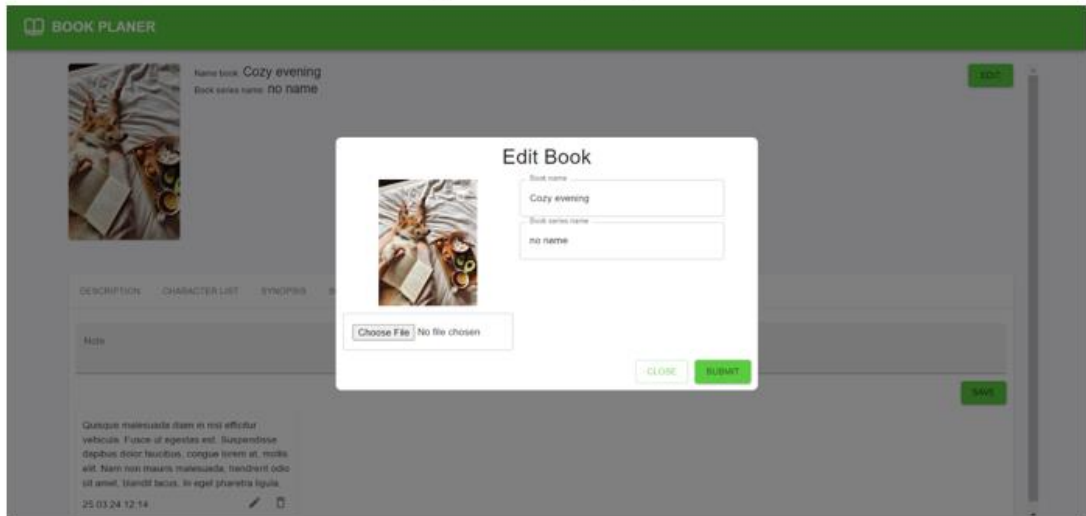 BOOK PLANER
Name book: Cozy evening
Book series name: no name
EDIT
Edit Book
Book name
Cozy evening
Book series name
no name
Choose File No file chosen
CLOSE SUBMIT
DESCRIPTION CHARACTER LIST SYNOPSIS
Note
SAVE
Quisque malesuada diam in nisl efficitur
vehicula. Fusce ut egestas est. Suspendisse
dapibus dolor faucibus, congue lorem at, mollis
elit. Nam non mauris malesuada, hendrerit odio
sit amet, blandit lacus. In eget pharetra ligula.
25.03.24 12:14